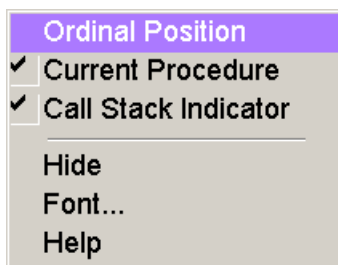 Ordinal Position
Current Procedure
Call Stack Indicator
Hide
Font...
Help